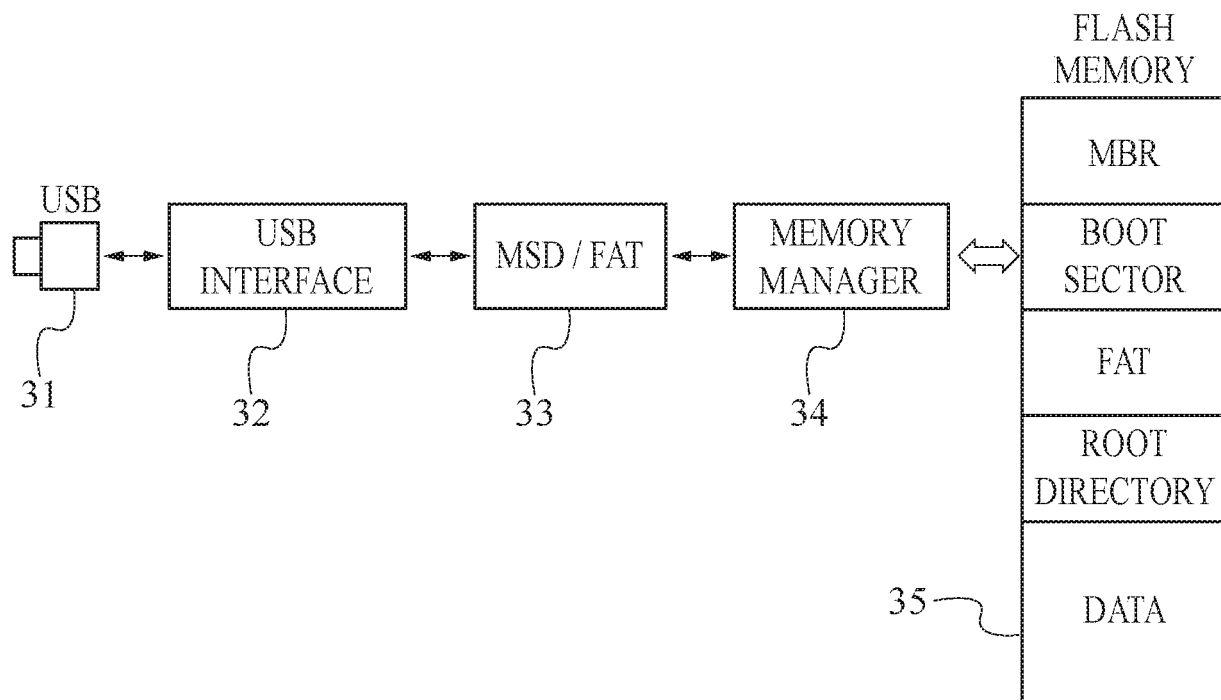 FLASH
MEMORY
MBR
USB
USB
INTERFACE
MSD / FAT
MEMORY
MANAGER
BOOT
SECTOR
31
32
33
34
FAT
ROOT
DIRECTORY
35
DATA